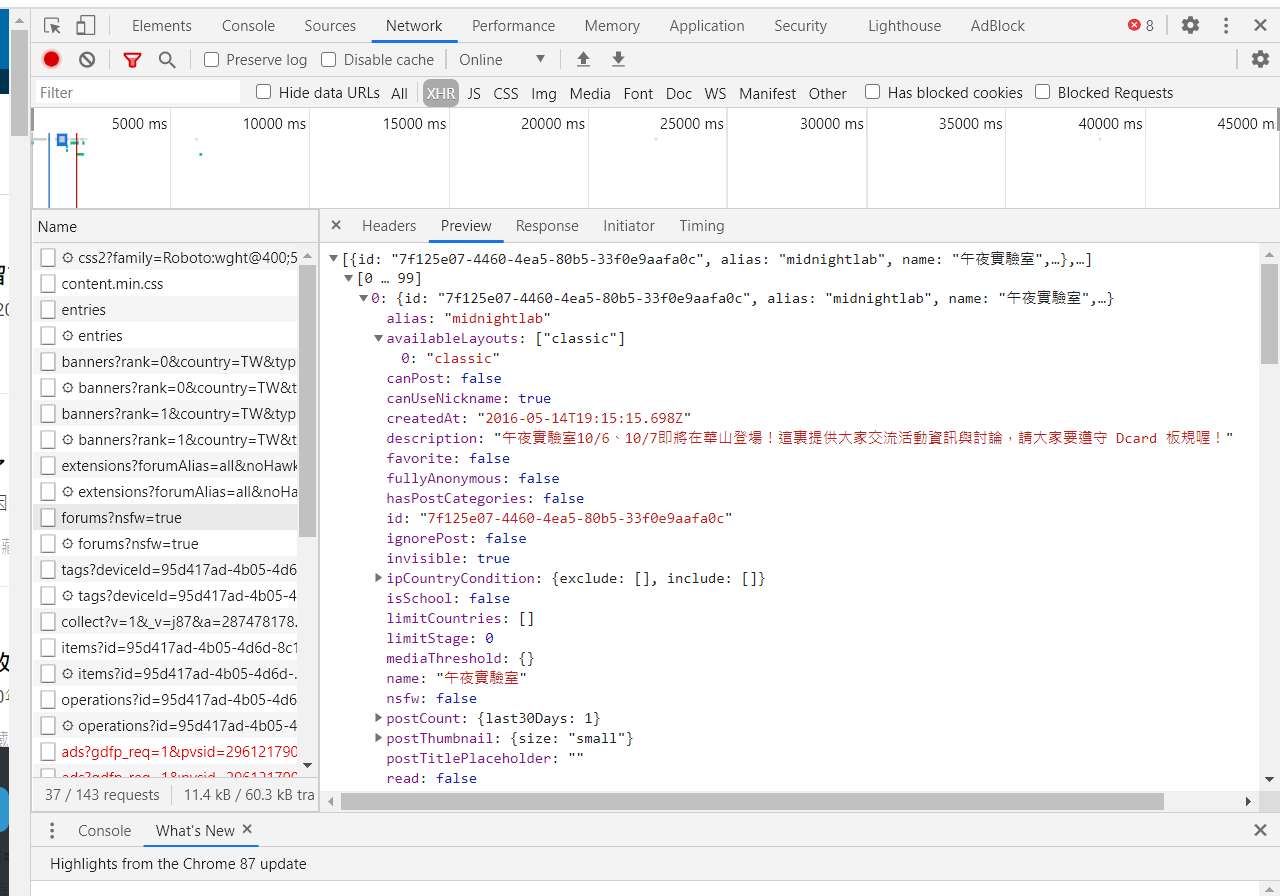 Elements Console Sources Network Performance Memory Application Security Lighthouse AdBlock 8
Preserve log Disable cache Online
Filter Hide data URLs All XHR JS CSS Img Media Font Doc WS Manifest Other Has blocked cookies Blocked Requests
5000 ms 10000 ms 15000 ms 20000 ms 25000 ms 30000 ms 35000 ms 40000 ms 45000 m
Name
css2?family=Roboto:wght@400;5
content.min.css
entries
entries
banners?rank=0&country=TW&typ
banners?rank=0&country=TW&t
banners?rank=1&country=TW&typ
banners?rank=1&country=TW&t
extensions?forumAlias=all&noHawk
extensions?forumAlias=all&noHa
forums?nsfw=true
forums?nsfw=true
tags?deviceId=95d417ad-4b05-4d6
tags?deviceId=95d417ad-4b05-4
collect?v=1&_v=j87&a=287478178.
items?id=95d417ad-4b05-4d6d-8c1
items?id=95d417ad-4b05-4d6d-.
operations?id=95d417ad-4b05-4d6
operations?id=95d417ad-4b05-4
ads?gdfp_req=1&pvsid=296121790
ads?gdfp_req=1&pvsid=296121790
37 / 143 requests 11.4 kB / 60.3 kB tra
Headers Preview Response Initiator Timing
[{id: "7f125e07-4460-4ea5-80b5-33f0e9aafa0c", alias: "midnightlab", name: "午夜實驗室",…},…]
[0 … 99]
0: {id: "7f125e07-4460-4ea5-80b5-33f0e9aafa0c", alias: "midnightlab", name: "午夜實驗室",…}
alias: "midnightlab"
availableLayouts: ["classic"]
0: "classic"
canPost: false
canUseNickname: true
createdAt: "2016-05-14T19:15:15.698Z"
description: "午夜實驗室10/6、10/7即將在華山登場！這裏提供大家交流活動資訊與討論，請大家要遵守 Dcard 板規喔！"
favorite: false
fullyAnonymous: false
hasPostCategories: false
id: "7f125e07-4460-4ea5-80b5-33f0e9aafa0c"
ignorePost: false
invisible: true
ipCountryCondition: {exclude: [], include: []}
isSchool: false
limitCountries: []
limitStage: 0
mediaThreshold: {}
name: "午夜實驗室"
nsfw: false
postCount: {last30Days: 1}
postThumbnail: {size: "small"}
postTitlePlaceholder: ""
read: false
Console What's New
Highlights from the Chrome 87 update